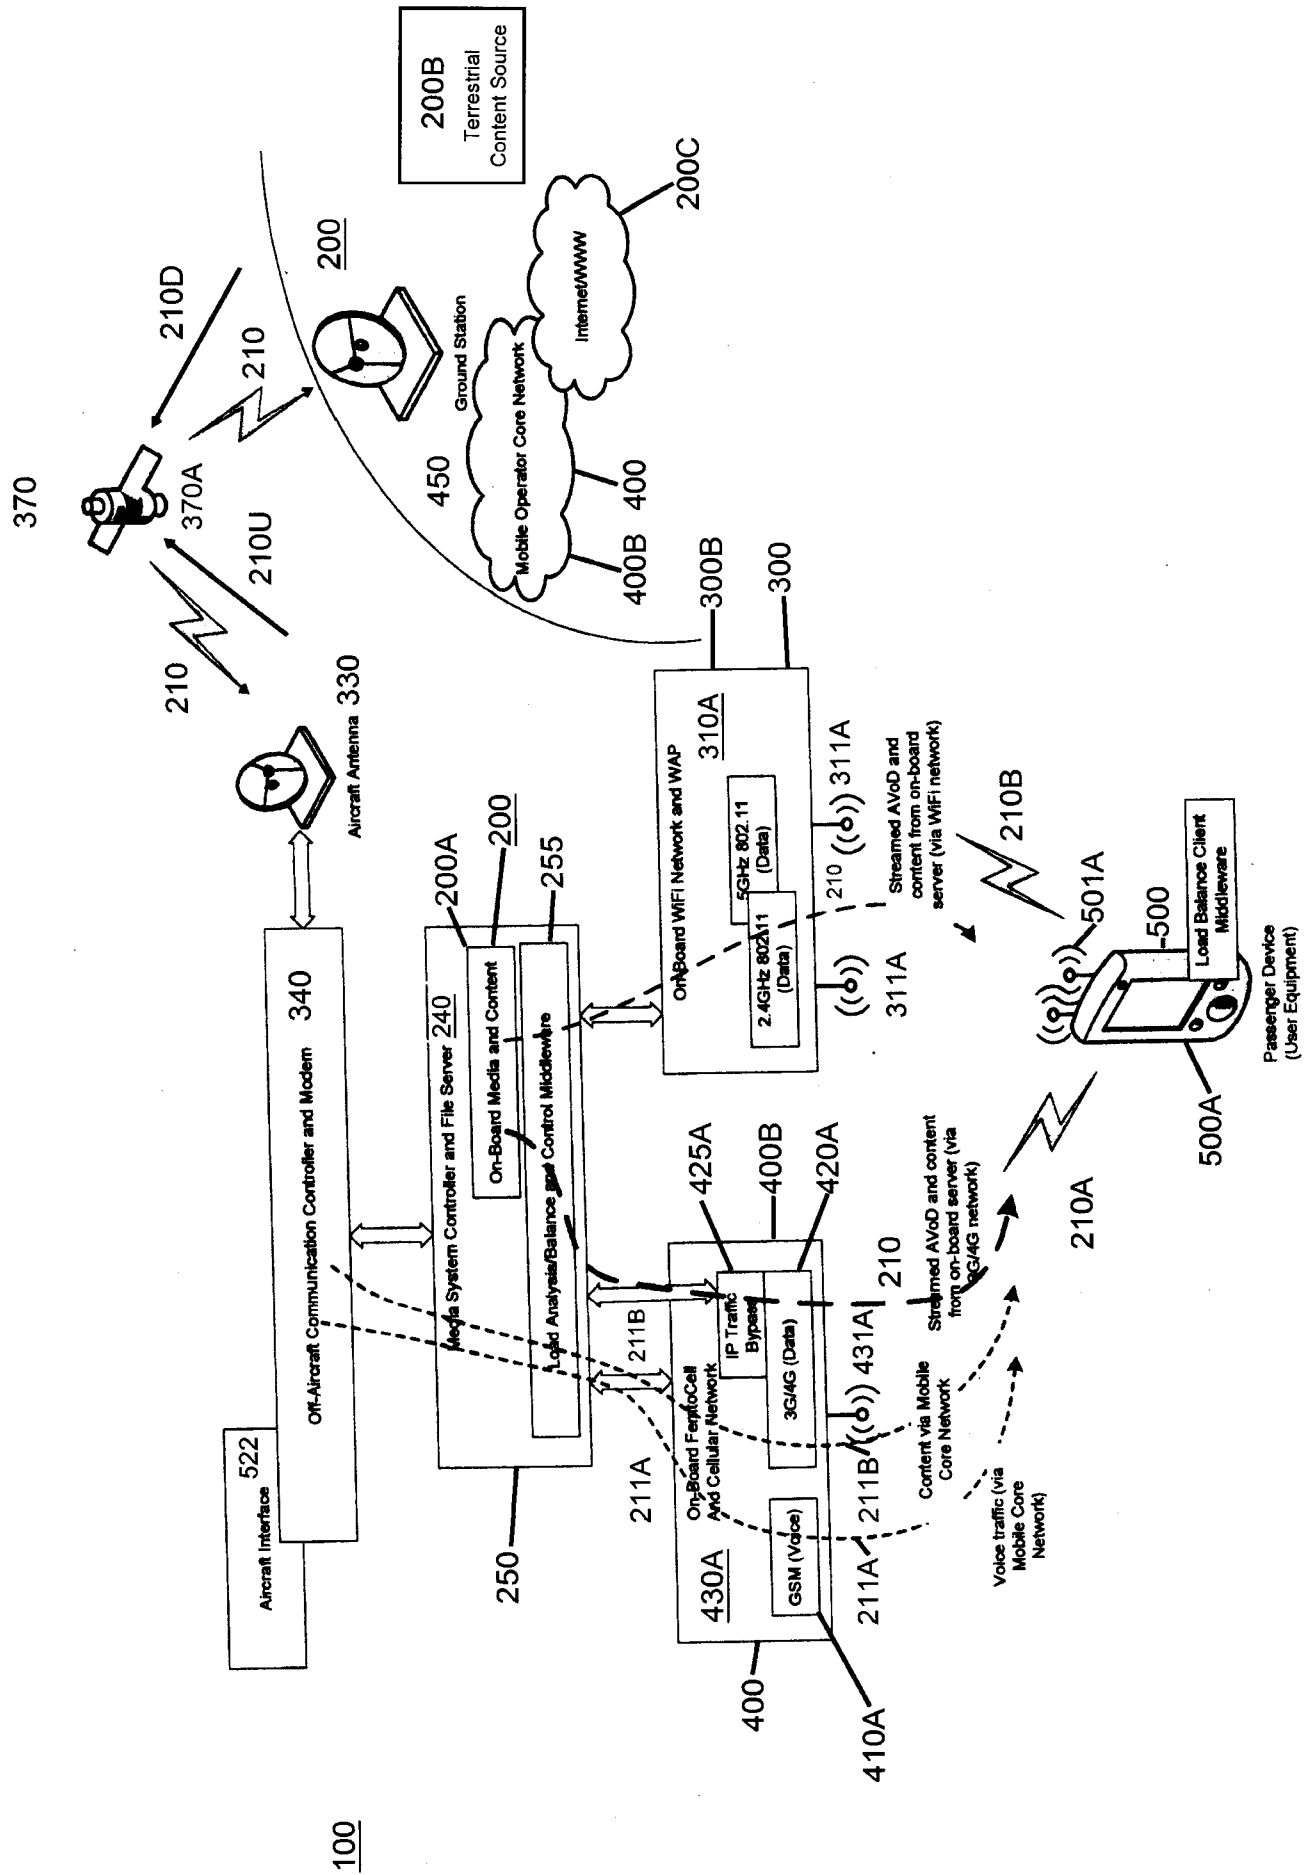 100
370
370A
210D
210
210U
210
200
200B
Terrestrial
Content Source
Ground Station
450
Mobile Operator Core Network
Internet/WWW
200C
400
400B
Aircraft Antenna 330
Aircraft Interface
522
Off-Aircraft Communication Controller and Modem
340
Media System Controller and File Server 240
200A
200
On-Board Media and Content
255
Load Analysis/Balance and Control Middleware
250
211A
211B
On-Board FemtoCell
And Cellular Network
430A
IP Traffic
Bypass
425A
400B
GSM (Voice)
3G/4G (Data)
420A
400
410A
211A
211B
431A
210
On-Board WiFi Network and WAP
310A
300B
300
2.4GHz 802.11
(Data)
5GHz 802.11
(Data)
311A
210
311A
Voice traffic (via
Mobile Core
Network)
Content via Mobile
Core Network
Streamed AVoD and content
from on-board server (via
3G/4G network)
Streamed AVoD and
content from on-board
server (via WiFi network)
210A
210B
501A
500
500A
Load Balance Client
Middleware
Passenger Device
(User Equipment)